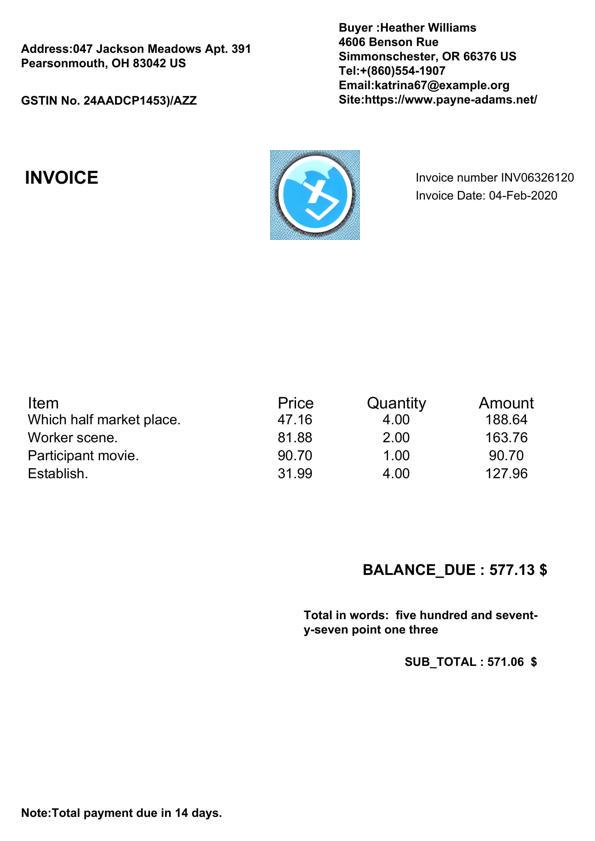 Address:047 Jackson Meadows Apt. 391
Pearsonmouth, OH 83042 US
GSTIN No. 24AADCP1453)/AZZ
Buyer :Heather Williams
4606 Benson Rue
Simmonschester, OR 66376 US
Tel:+(860)554-1907
Email:katrina67@example.org
Site:https://www.payne-adams.net/
INVOICE
Invoice number INV06326120
Invoice Date: 04-Feb-2020
Item Price Quantity Amount
Which half market place. 47.16 4.00 188.64
Worker scene. 81.88 2.00 163.76
Participant movie. 90.70 1.00 90.70
Establish. 31.99 4.00 127.96
BALANCE_DUE : 577.13 $
Total in words: five hundred and sevent-
y-seven point one three
SUB_TOTAL : 571.06 $
Note:Total payment due in 14 days.